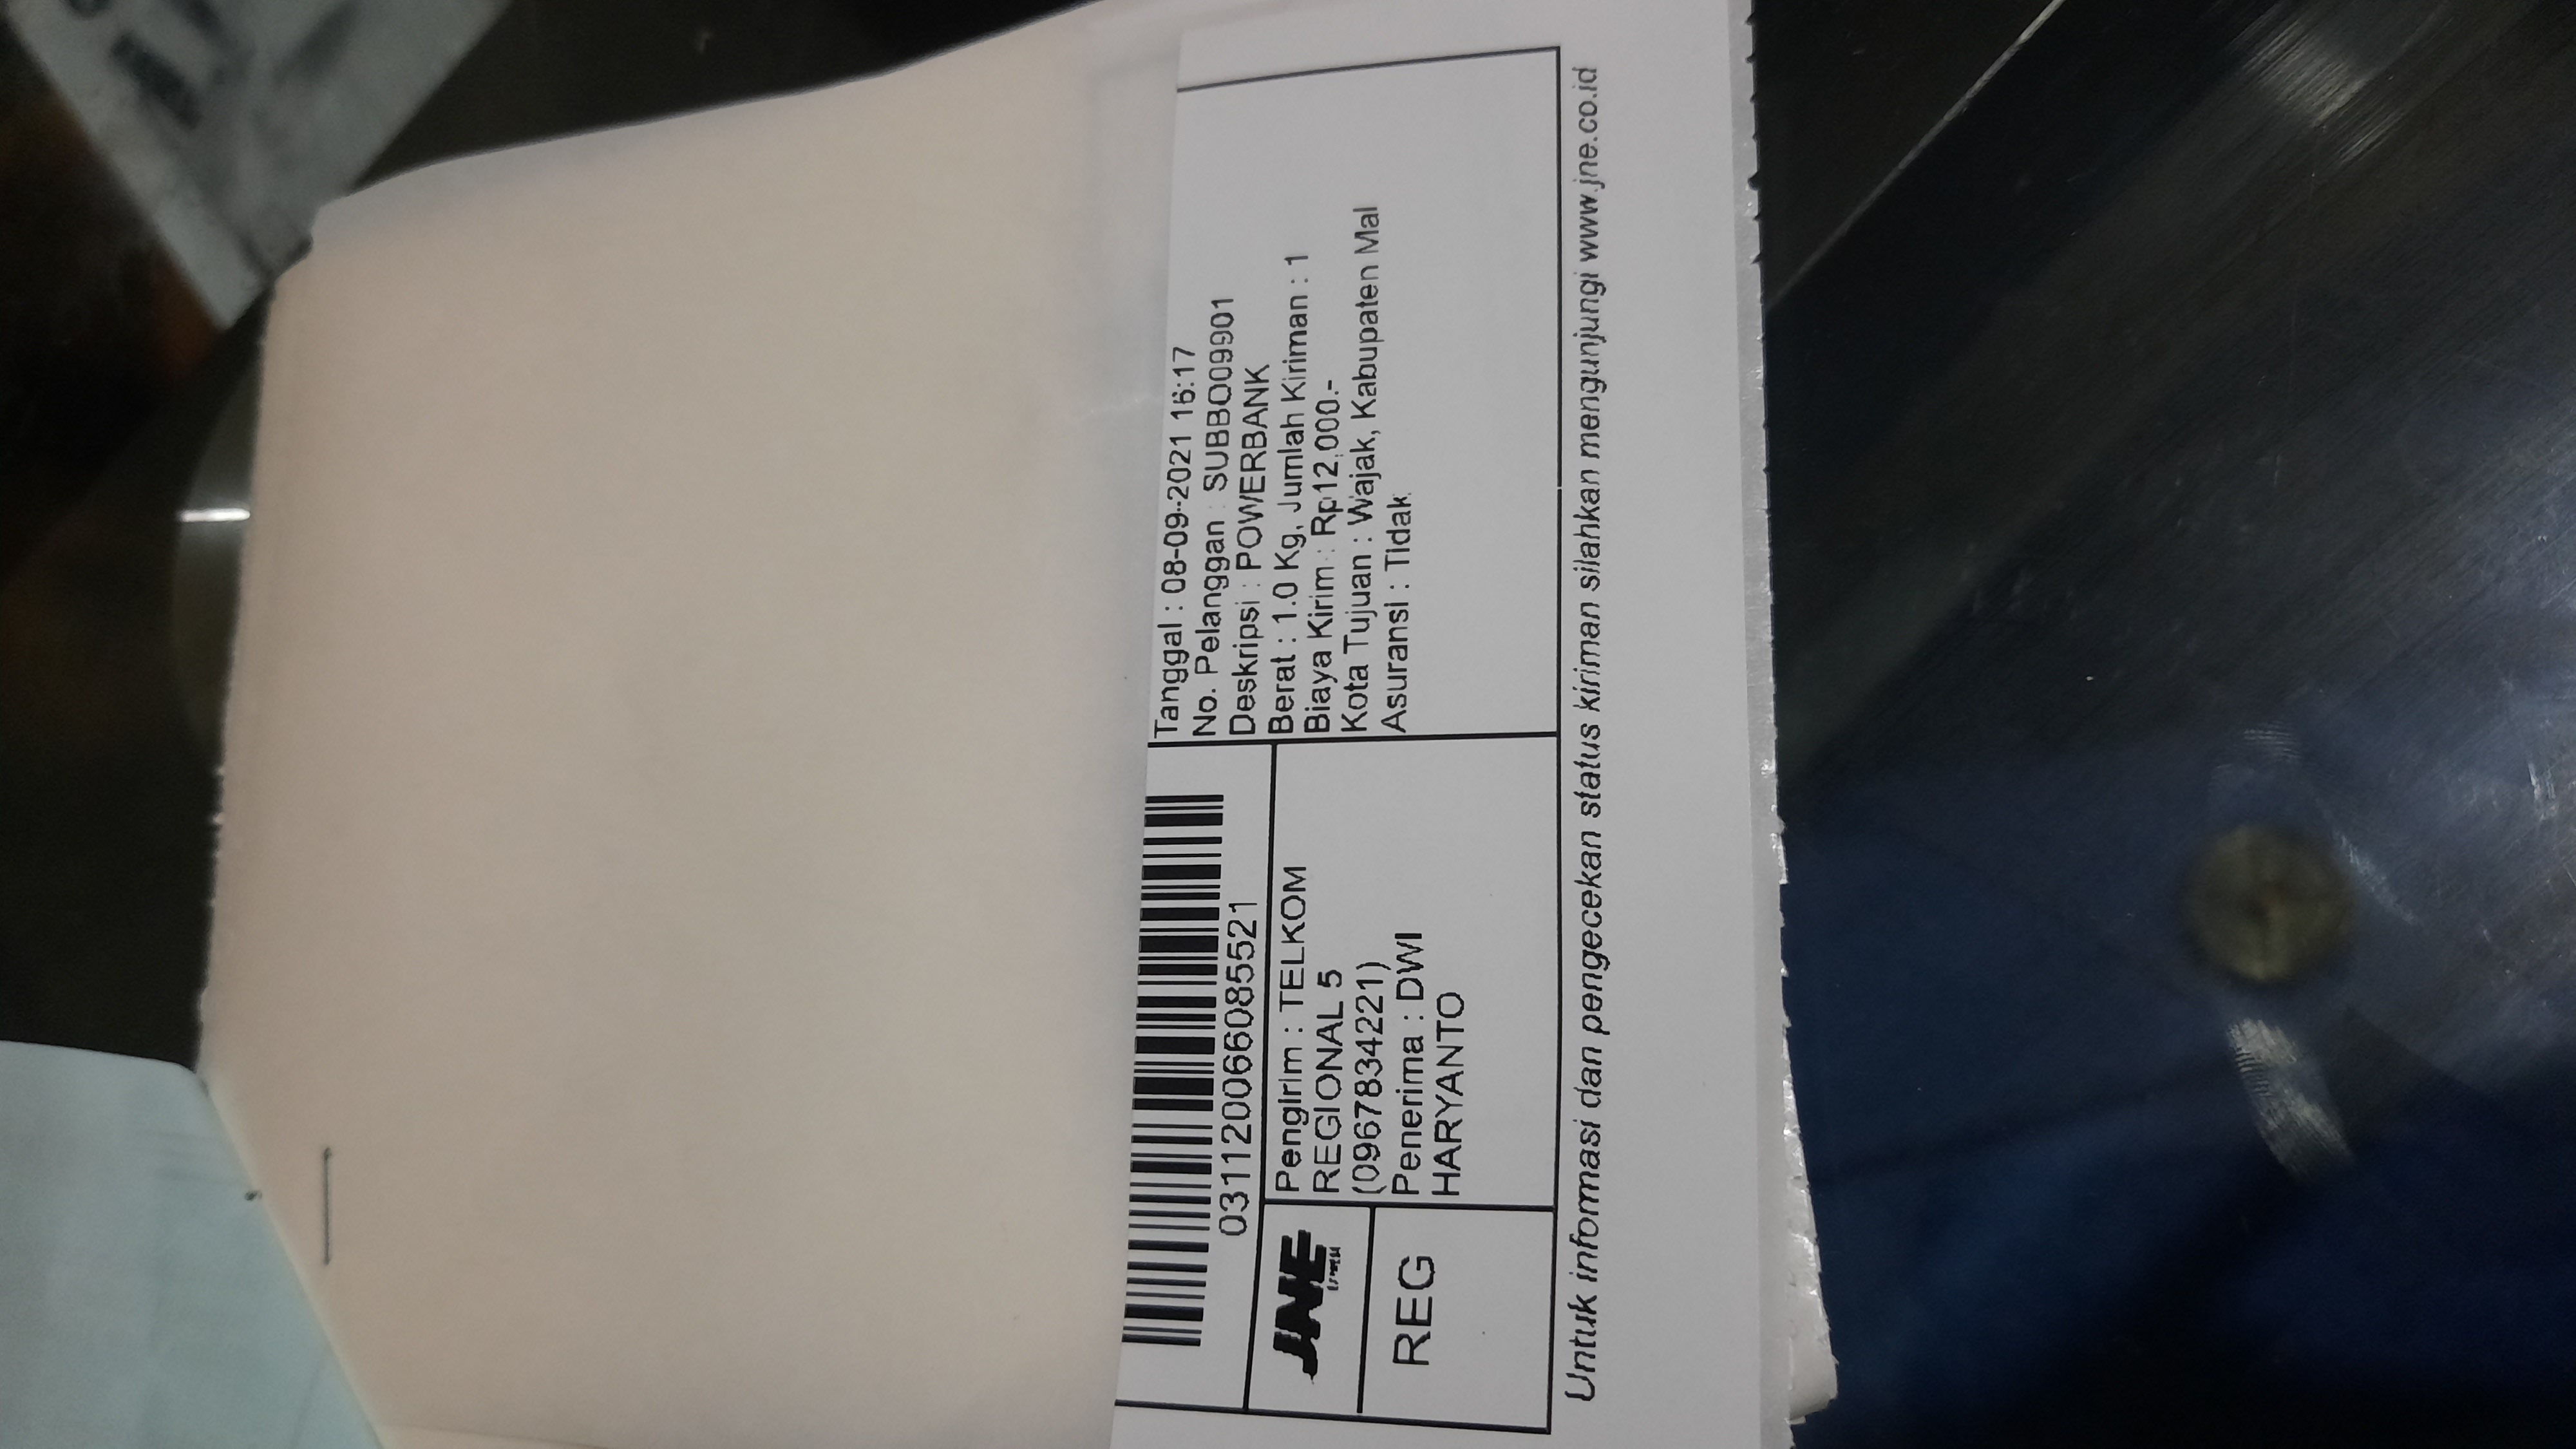 031120066085521
JNE
REG
Pengirim : TELKOM
REGIONAL 5
(0967834221)
Penerima : DWI
HARYANTO
Tanggal : 08-09-2021 16:17
No. Pelanggan : SUBBO09901
Deskripsi : POWERBANK
Berat : 1.0 Kg, Jumlah Kiriman : 1
Biaya Kirim : Rp12,000.-
Kota Tujuan : Wajak, Kabupaten Mal
Asuransi : Tidak
Untuk informasi dan pengecekan status kiriman silahkan mengunjungi www.jne.co.id